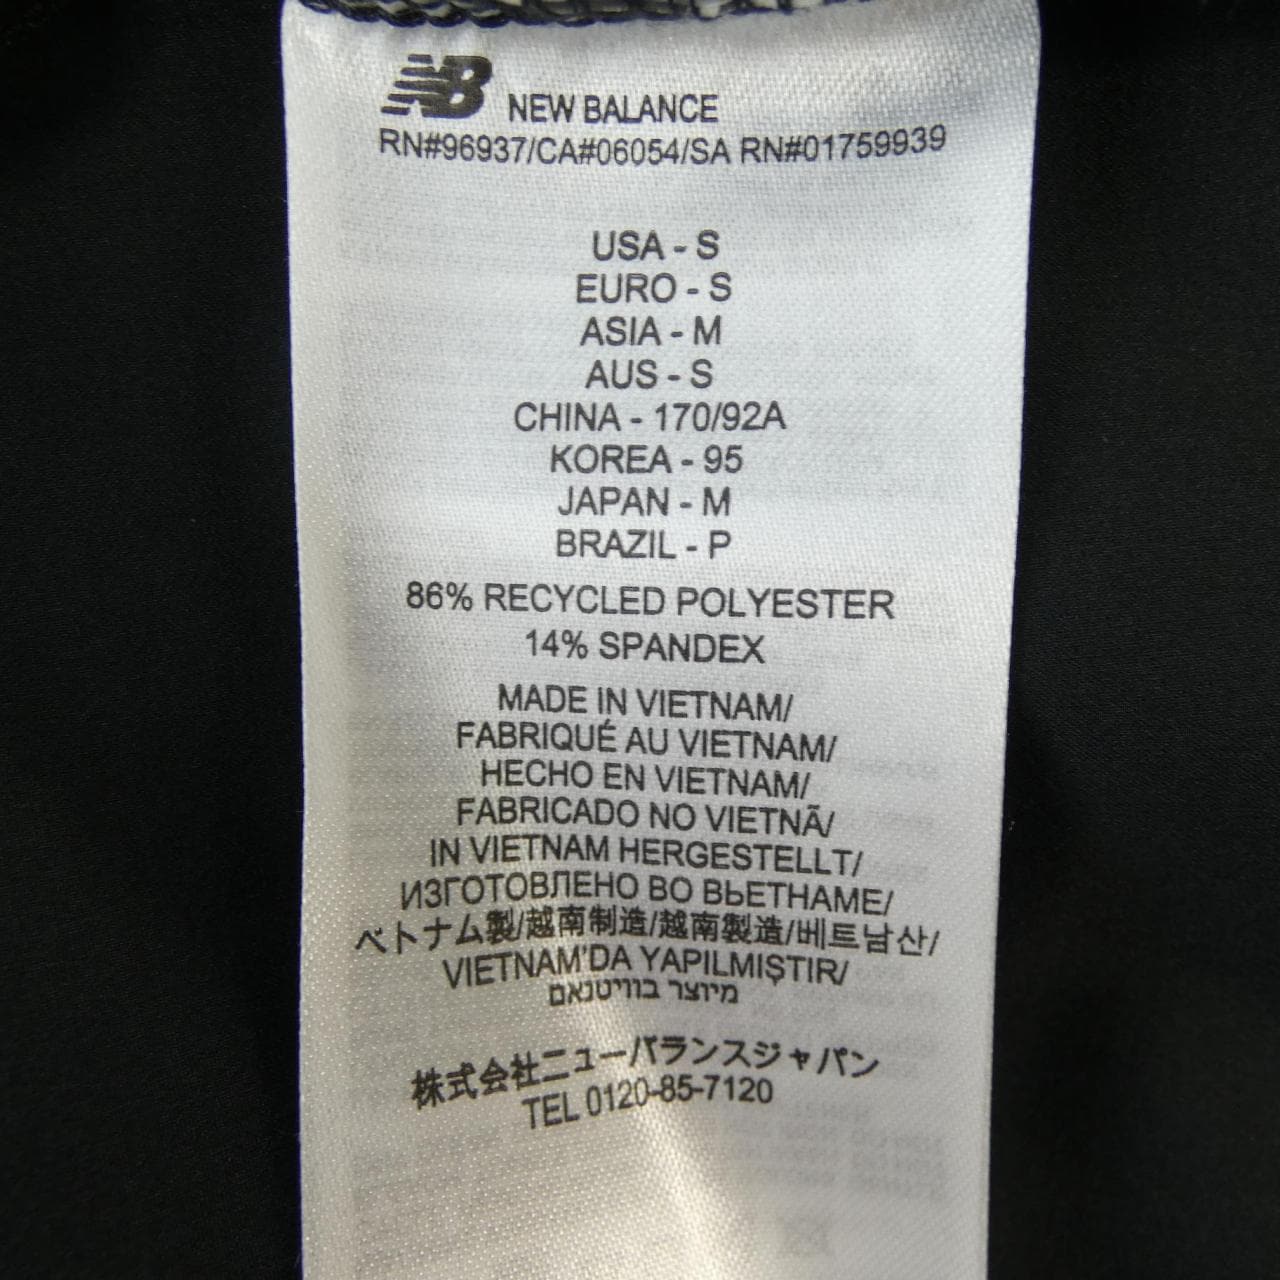 NB NEW BALANCE
RN#96937/CA#06054/SA RN#01759939
USA - S
EURO - S
ASIA - M
AUS - S
CHINA - 170/92A
KOREA - 95
JAPAN - M
BRAZIL - P
86% RECYCLED POLYESTER
14% SPANDEX
MADE IN VIETNAM/
FABRIQUÉ AU VIETNAM/
HECHO EN VIETNAM/
FABRICADO NO VIETNÃ/
IN VIETNAM HERGESTELLT/
ИЗГОТОВЛЕНО ВО ВЬЕТНАМЕ/
ベトナム製/越南制造/越南製造/베트남산/
VIETNAM'DA YAPILMIŞTIR/
מיוצר בוויטנאם
株式会社ニューバランスジャパン
TEL 0120-85-7120